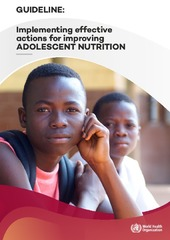 GUIDELINE:
Implementing effective
actions for improving
ADOLESCENT NUTRITION
World Health
Organization